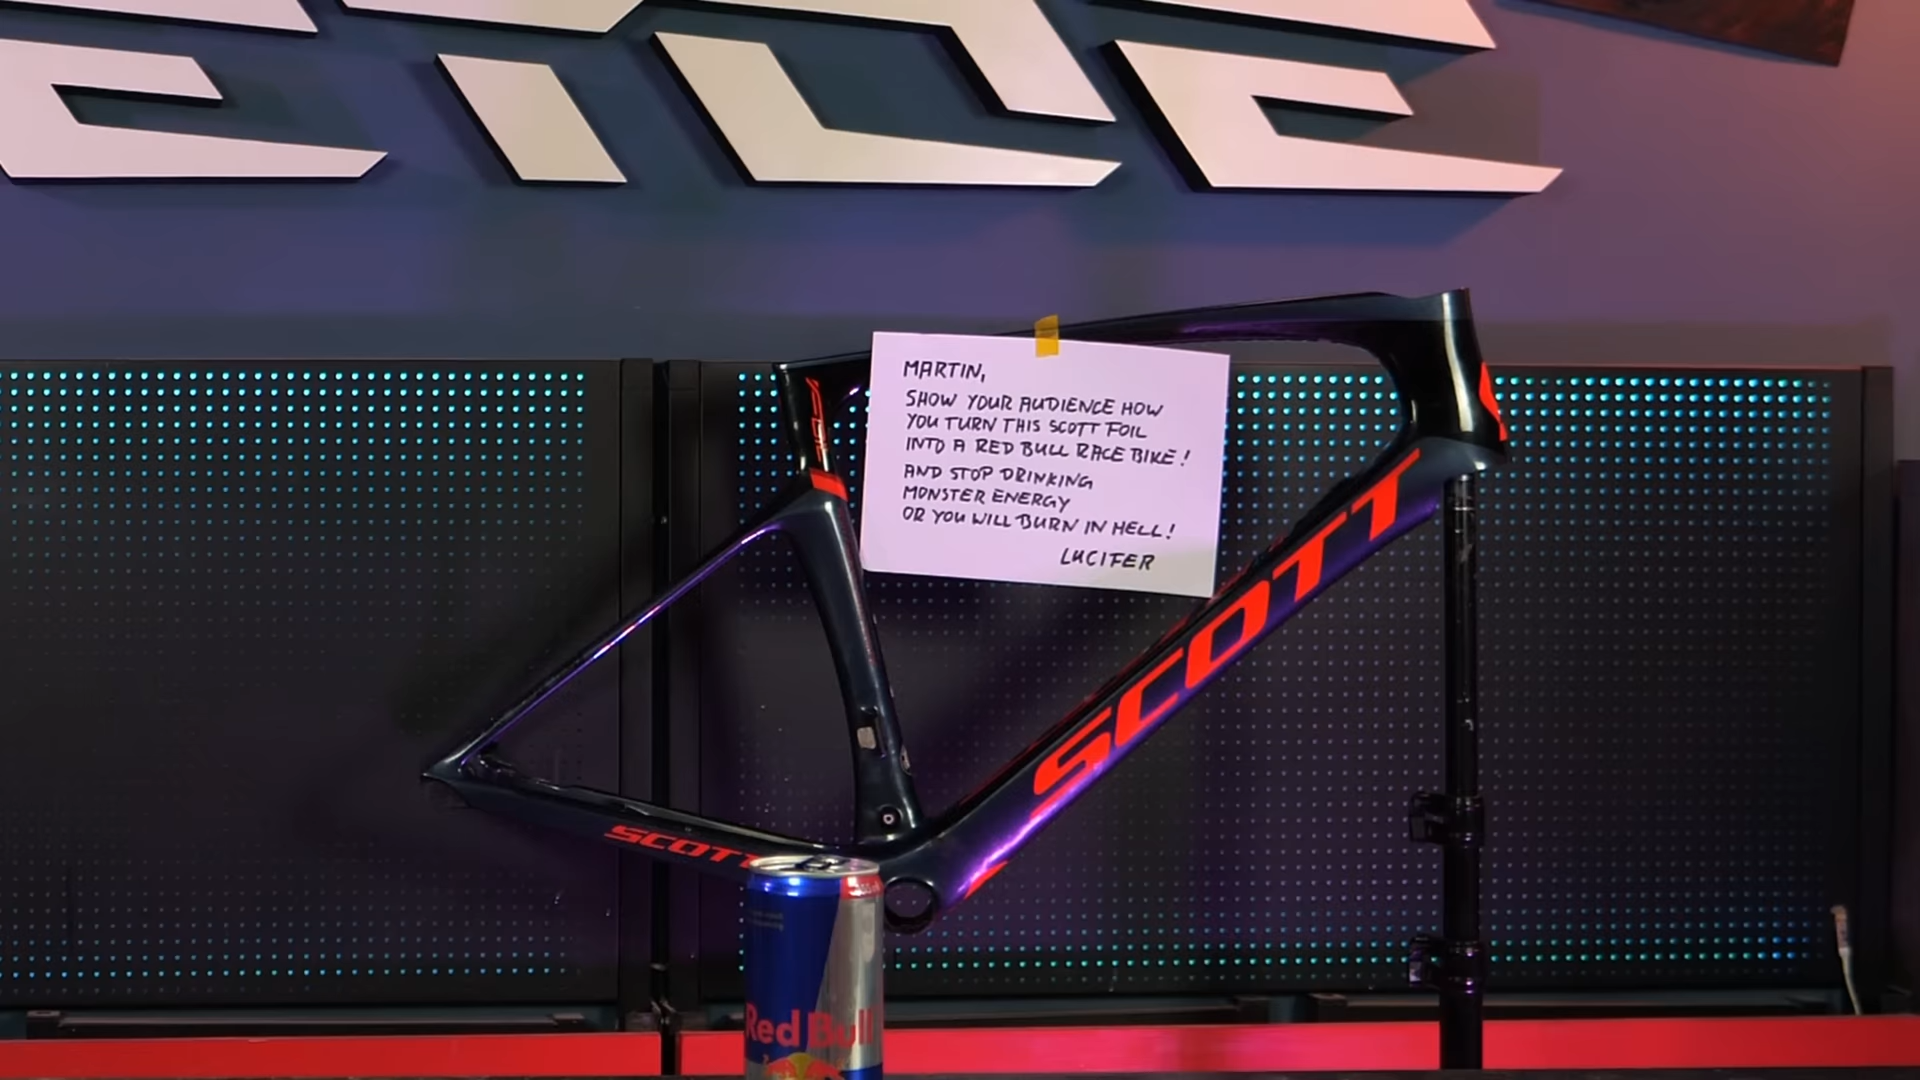 MARTIN,
SHOW YOUR AUDIENCE HOW
YOU TURN THIS SCOTT FOIL
INTO A RED BULL RACE BIKE!
AND STOP DRINKING
MONSTER ENERGY
OR YOU WILL BURN IN HELL!
LUCIFER
FOIL
SCOTT
SCOTT
Red Bull